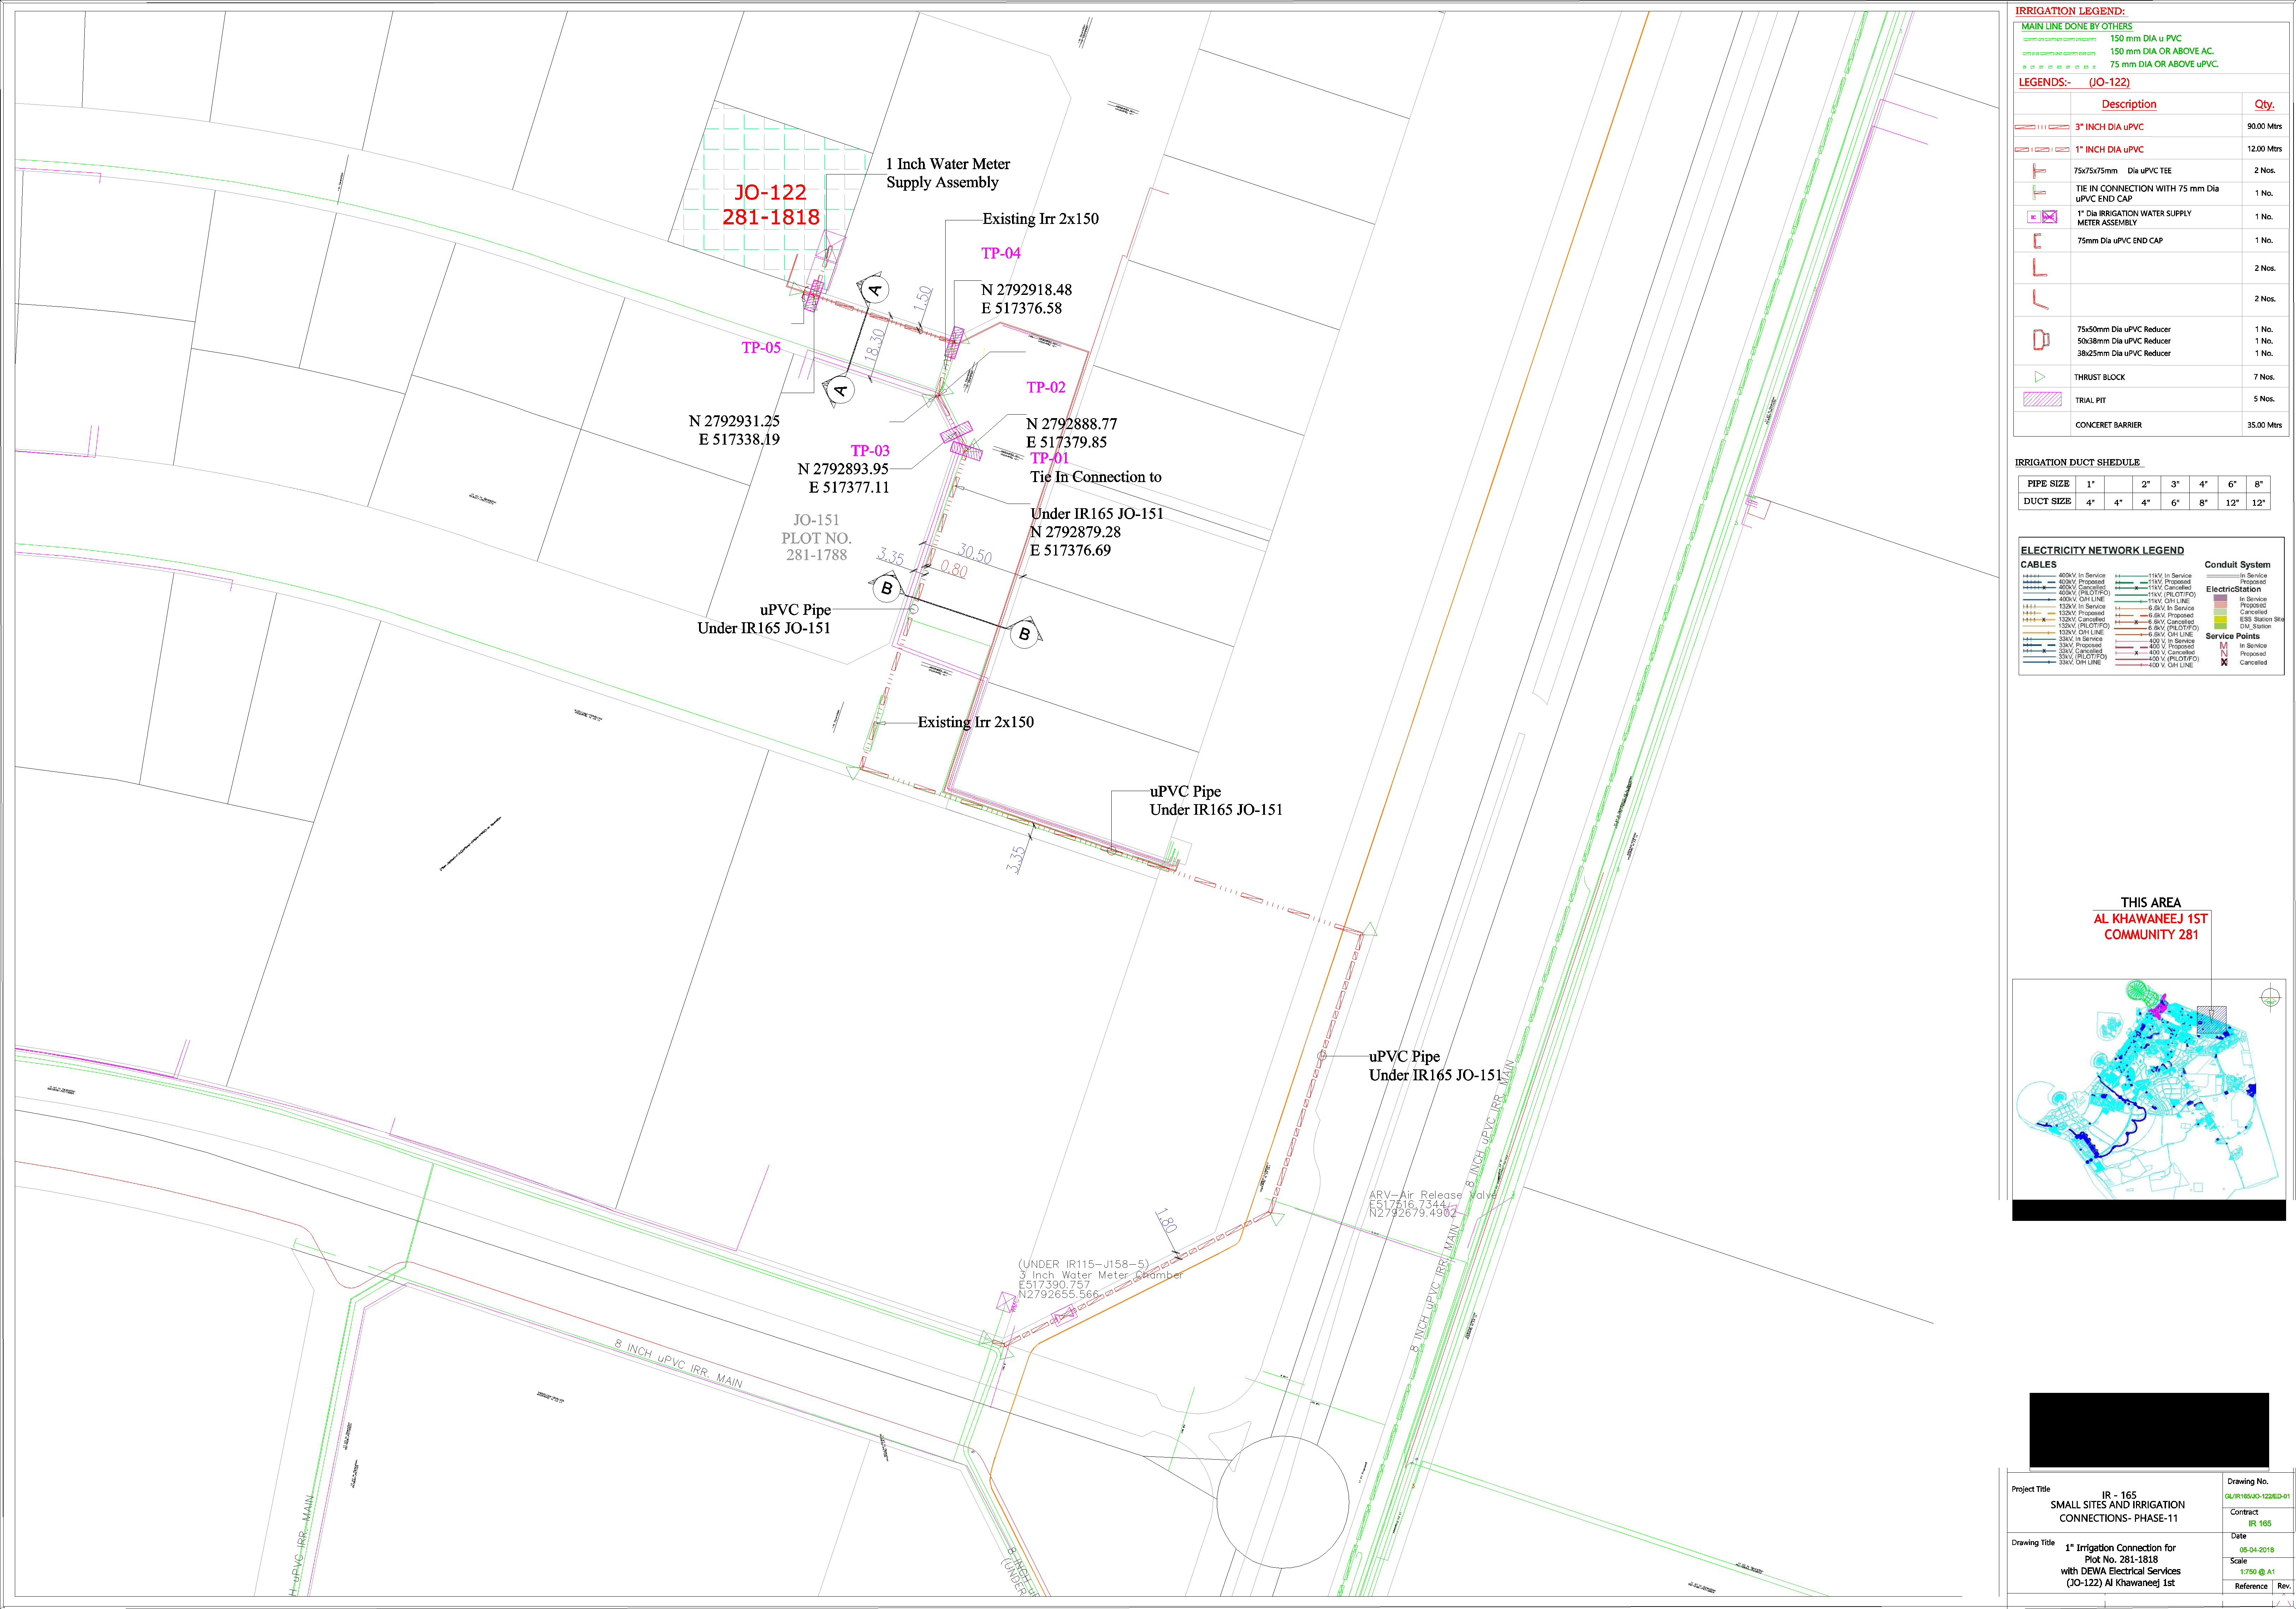 1 Inch Water Meter
Supply Assembly
JO-122
281-1818
Existing Irr 2x150
TP-04
N 2792918.48
E 517376.58
1.50
18.30
A
A
TP-05
N 2792931.25
E 517338.19
TP-02
N 2792888.77
E 517379.85
TP-01
Tie In Connection to
Under IR165 JO-151
N 2792879.28
E 517376.69
TP-03
N 2792893.95
E 517377.11
JO-151
PLOT NO.
281-1788
3.35
30.50
0.80
B
B
uPVC Pipe
Under IR165 JO-151
Existing Irr 2x150
uPVC Pipe
Under IR165 JO-151
3.35
uPVC Pipe
Under IR165 JO-151
8 INCH uPVC IRR. MAIN
8 INCH uPVC IRR. MAIN
ARV-Air Release Valve
E517516.7344
N2792679.4902
1.80
(UNDER IR115-J158-5)
3 Inch Water Meter Chamber
E517390.757
N2792655.566
8 INCH uPVC IRR. MAIN
H uPVC IRR. MAIN
8 INCH uP
(UNDER
IRRIGATION LEGEND:
MAIN LINE DONE BY OTHERS
150 mm DIA u PVC
150 mm DIA OR ABOVE AC.
75 mm DIA OR ABOVE uPVC.
LEGENDS:- (JO-122)
Description Qty.
3" INCH DIA uPVC 90.00 Mtrs
1" INCH DIA uPVC 12.00 Mtrs
75x75x75mm Dia uPVC TEE 2 Nos.
TIE IN CONNECTION WITH 75 mm Dia
uPVC END CAP 1 No.
1" Dia IRRIGATION WATER SUPPLY
METER ASSEMBLY 1 No.
75mm Dia uPVC END CAP 1 No.
2 Nos.
2 Nos.
75x50mm Dia uPVC Reducer 1 No.
50x38mm Dia uPVC Reducer 1 No.
38x25mm Dia uPVC Reducer 1 No.
THRUST BLOCK 7 Nos.
TRIAL PIT 5 Nos.
CONCERET BARRIER 35.00 Mtrs
IRRIGATION DUCT SHEDULE
PIPE SIZE 1" 2" 3" 4" 6" 8"
DUCT SIZE 4" 4" 4" 6" 8" 12" 12"
ELECTRICITY NETWORK LEGEND
CABLES
400kV, In Service
400kV, Proposed
400kV, Cancelled
400kV, (PILOT/FO)
400kV, O/H LINE
132kV, In Service
132kV, Proposed
132kV, Cancelled
132kV, (PILOT/FO)
132kV, O/H LINE
33kV, In Service
33kV, Proposed
33kV, Cancelled
33kV, (PILOT/FO)
33kV, O/H LINE
11kV, In Service
11kV, Proposed
11kV, Cancelled
11kV, (PILOT/FO)
11kV, O/H LINE
6.6kV, In Service
6.6kV, Proposed
6.6kV, Cancelled
6.6kV, (PILOT/FO)
6.6kV, O/H LINE
400 V, In Service
400 V, Proposed
400 V, Cancelled
400 V, (PILOT/FO)
400 V, O/H LINE
Conduit System
In Service
Proposed
ElectricStation
In Service
Proposed
Cancelled
ESS Station Site
DM_Station
Service Points
In Service
Proposed
Cancelled
THIS AREA
AL KHAWANEEJ 1ST
COMMUNITY 281
Project Title
IR - 165
SMALL SITES AND IRRIGATION
CONNECTIONS- PHASE-11
Drawing Title
1" Irrigation Connection for
Plot No. 281-1818
with DEWA Electrical Services
(JO-122) Al Khawaneej 1st
Drawing No.
GL/IR165/JO-122/ED-01
Contract
IR 165
Date
05-04-2018
Scale
1:750 @ A1
Reference Rev.